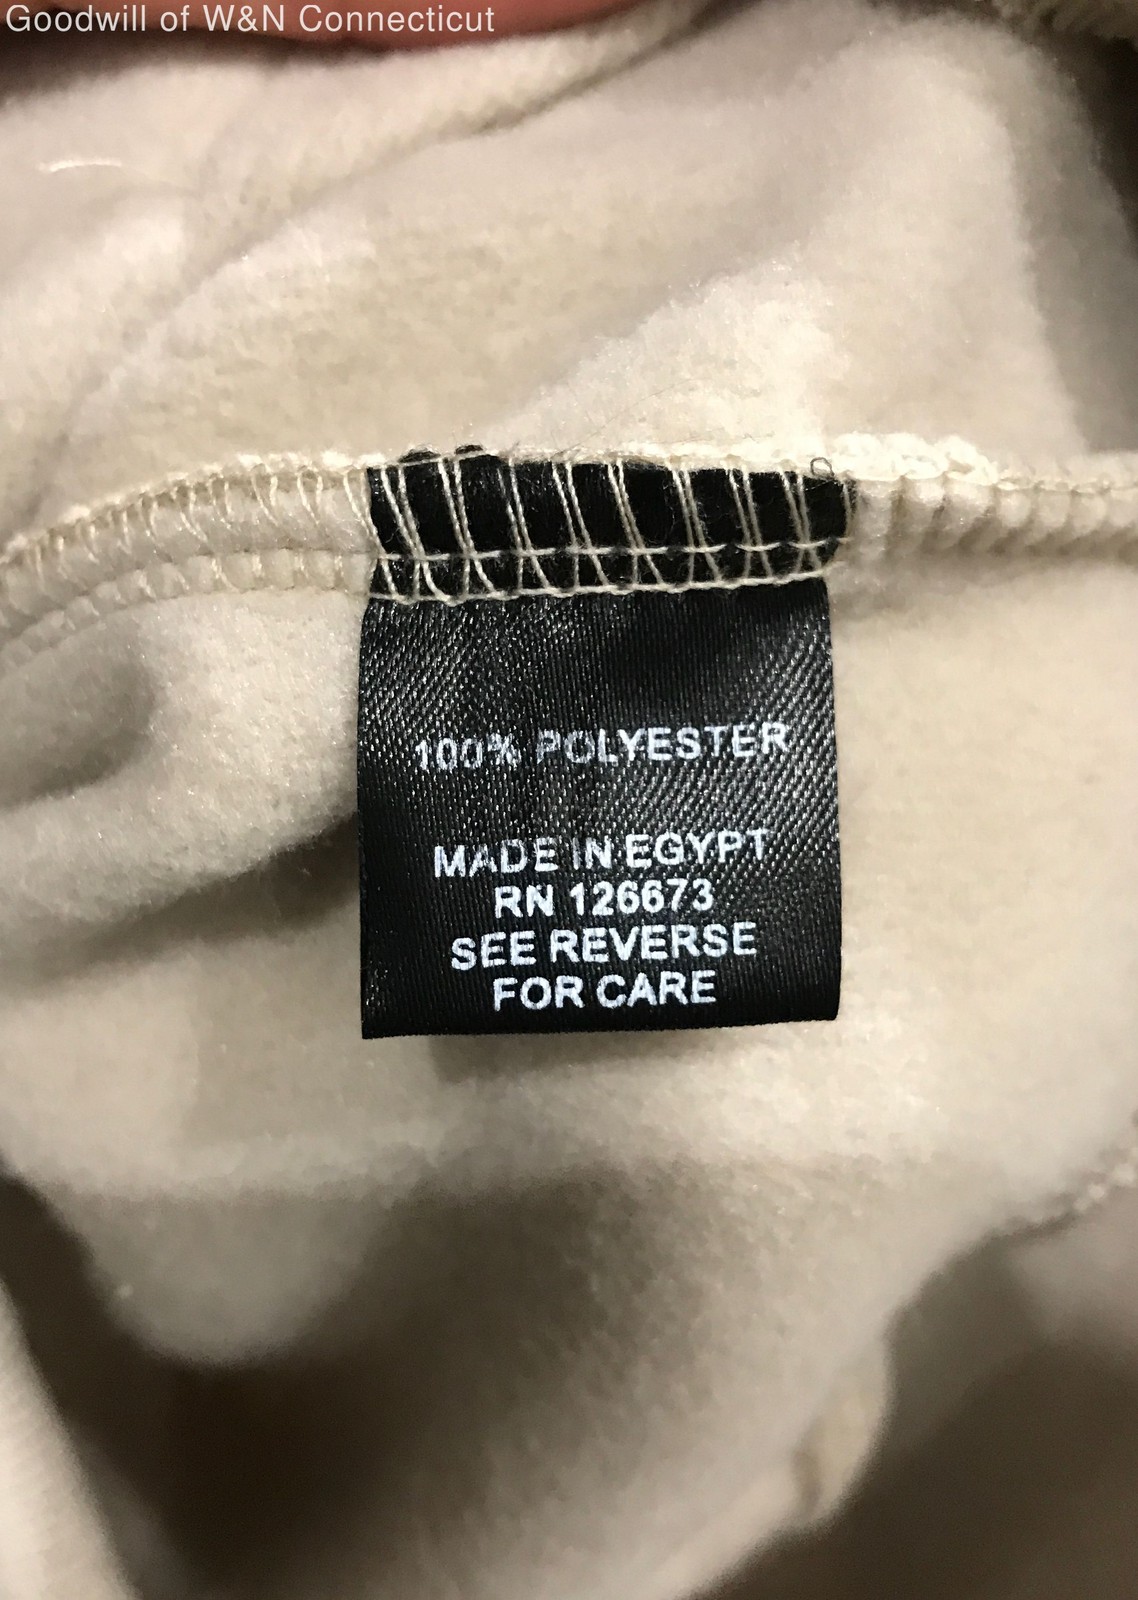 Goodwill of W&N Connecticut
100% POLYESTER
MADE IN EGYPT
RN 126673
SEE REVERSE
FOR CARE